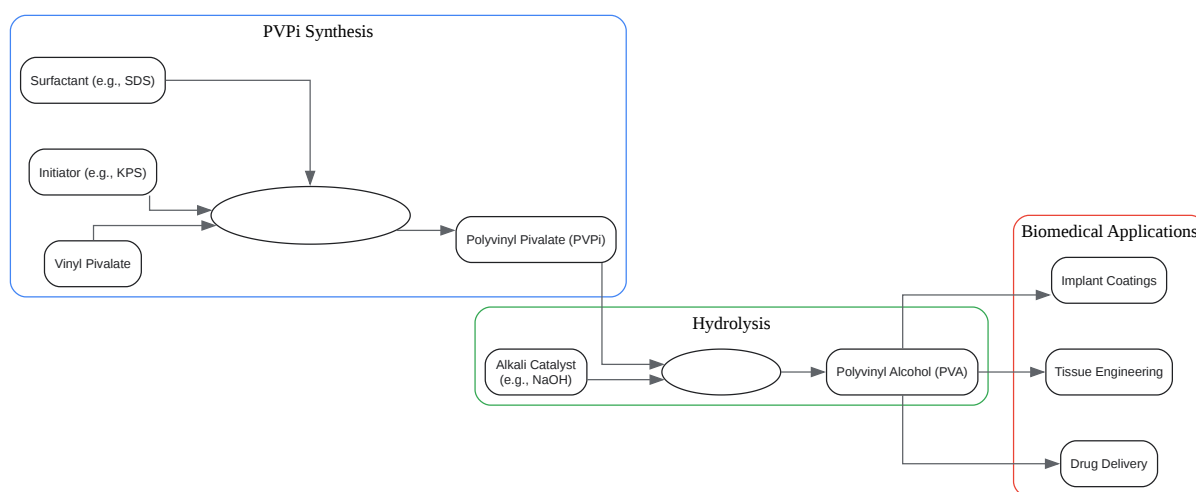 PVPi Synthesis
Surfactant (e.g., SDS)
Initiator (e.g., KPS)
Vinyl Pivalate
Polyvinyl Pivalate (PVPi)
Hydrolysis
Alkali Catalyst
(e.g., NaOH)
Polyvinyl Alcohol (PVA)
Biomedical Applications
Implant Coatings
Tissue Engineering
Drug Delivery